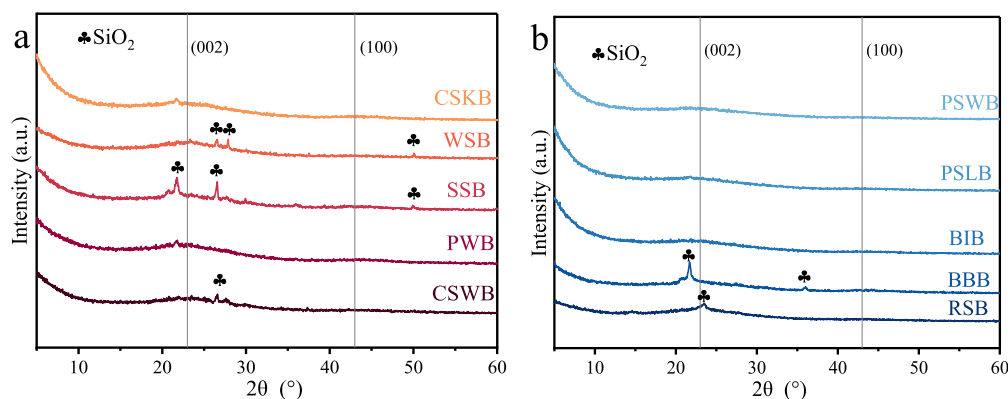 a
♣SiO₂
(002)
(100)
CSKB
WSB
SSB
PWB
CSWB
Intensity (a.u.)
10 20 30 40 50 60
2θ (°)
b
♣SiO₂
(002)
(100)
PSWB
PSLB
BIB
BBB
RSB
Intensity (a.u.)
10 20 30 40 50 60
2θ (°)